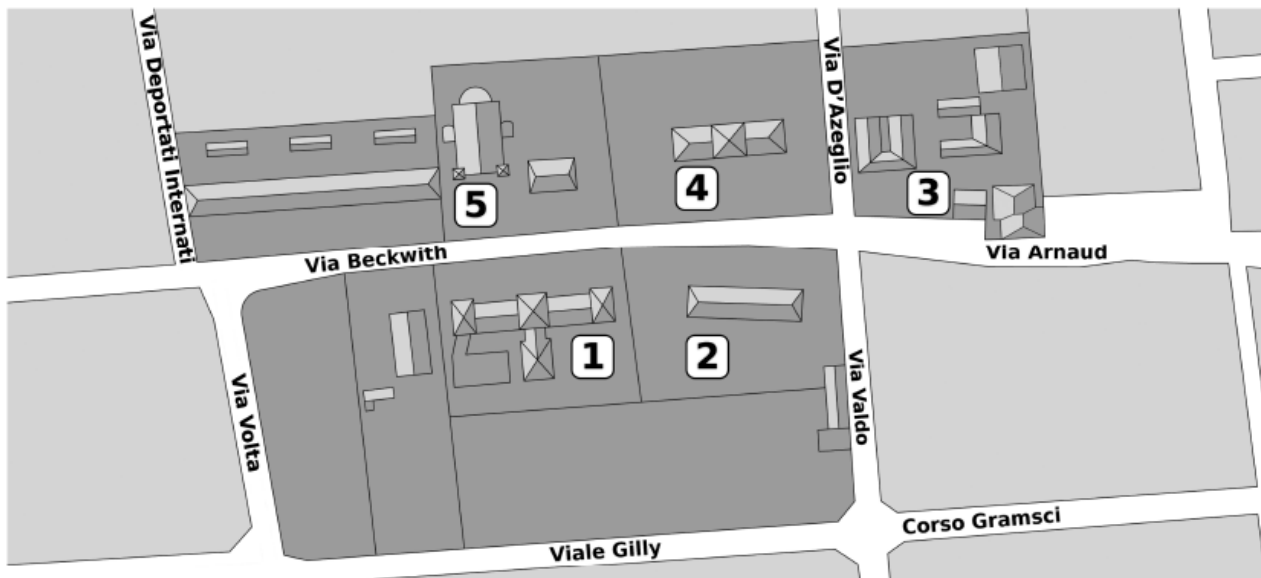 Via Deportati Internati
Via D'Azeglio
5
4
3
Via Beckwith
Via Arnaud
1
2
Via Volta
Via Valdo
Viale Gilly
Corso Gramsci